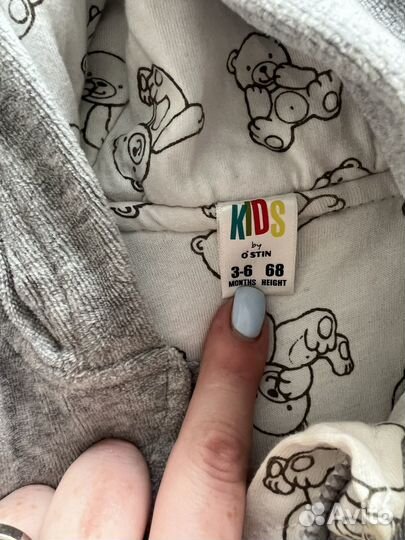 KIDS
by
O'STIN
3-6 68
MONTHS HEIGHT
Avito